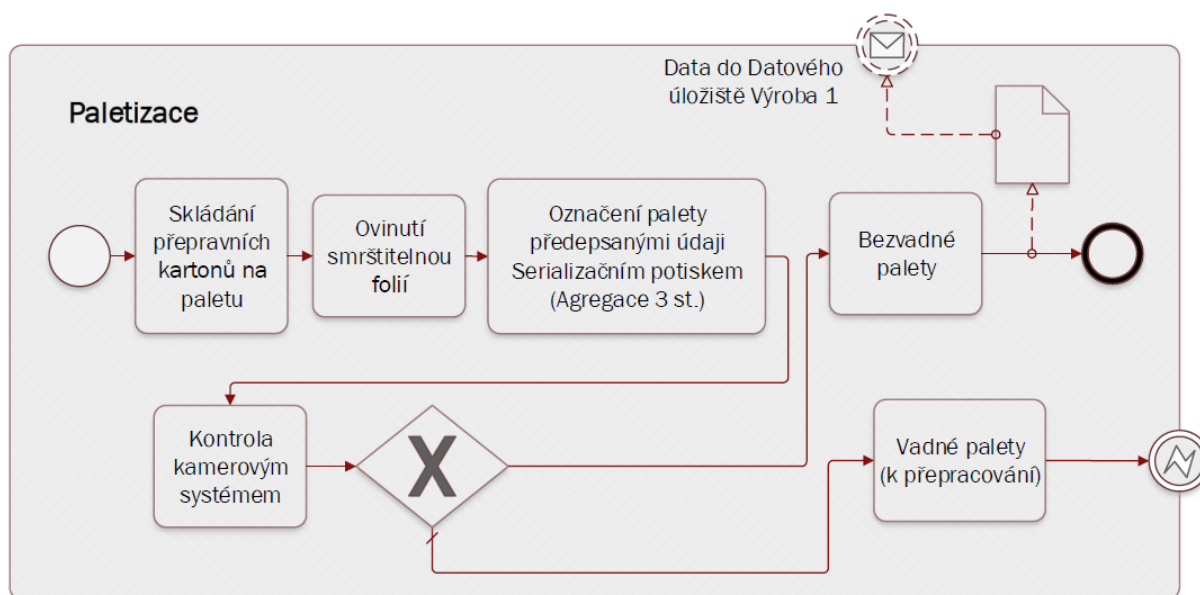 Data do Datového
úložiště Výroba 1
Paletizace
Skládání
přepravních
kartonů na
paletu
Ovinutí
smrštitelnou
folií
Označení palety
předepsanými údaji
Serializačním potiskem
(Agregace 3 st.)
Bezvadné
palety
Kontrola
kamerovým
systémem
X
Vadné palety
(k přepracování)